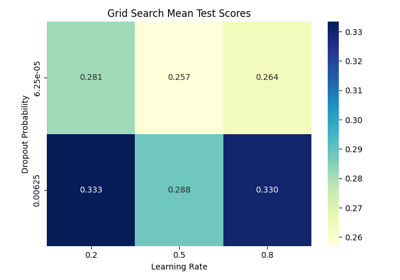 Grid Search Mean Test Scores
Dropout Probability
6.25e-05
0.281 0.257 0.264
0.00625
0.333 0.288 0.330
0.2 0.5 0.8
Learning Rate
0.33
0.32
0.31
0.30
0.29
0.28
0.27
0.26